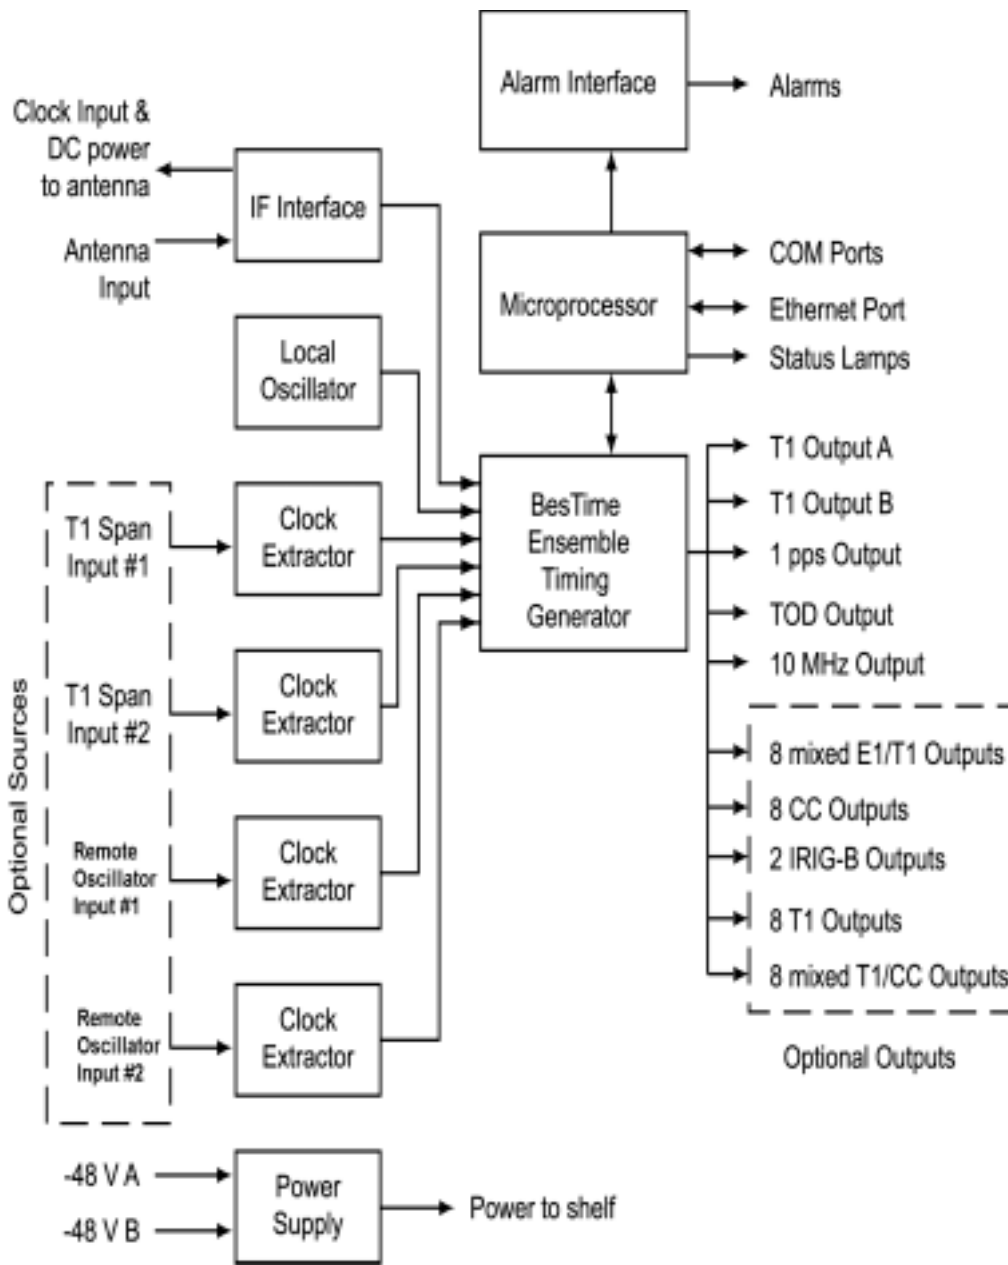 Alarm Interface
Alarms
Clock Input &
DC power
to antenna
IF Interface
Antenna
Input
Microprocessor
COM Ports
Ethernet Port
Status Lamps
Local
Oscillator
Optional Sources
T1 Span
Input #1
Clock
Extractor
T1 Span
Input #2
Clock
Extractor
Remote
Oscillator
Input #1
Clock
Extractor
Remote
Oscillator
Input #2
Clock
Extractor
BesTime
Ensemble
Timing
Generator
T1 Output A
T1 Output B
1 pps Output
TOD Output
10 MHz Output
8 mixed E1/T1 Outputs
8 CC Outputs
2 IRIG-B Outputs
8 T1 Outputs
8 mixed T1/CC Outputs
Optional Outputs
-48 V A
-48 V B
Power
Supply
Power to shelf